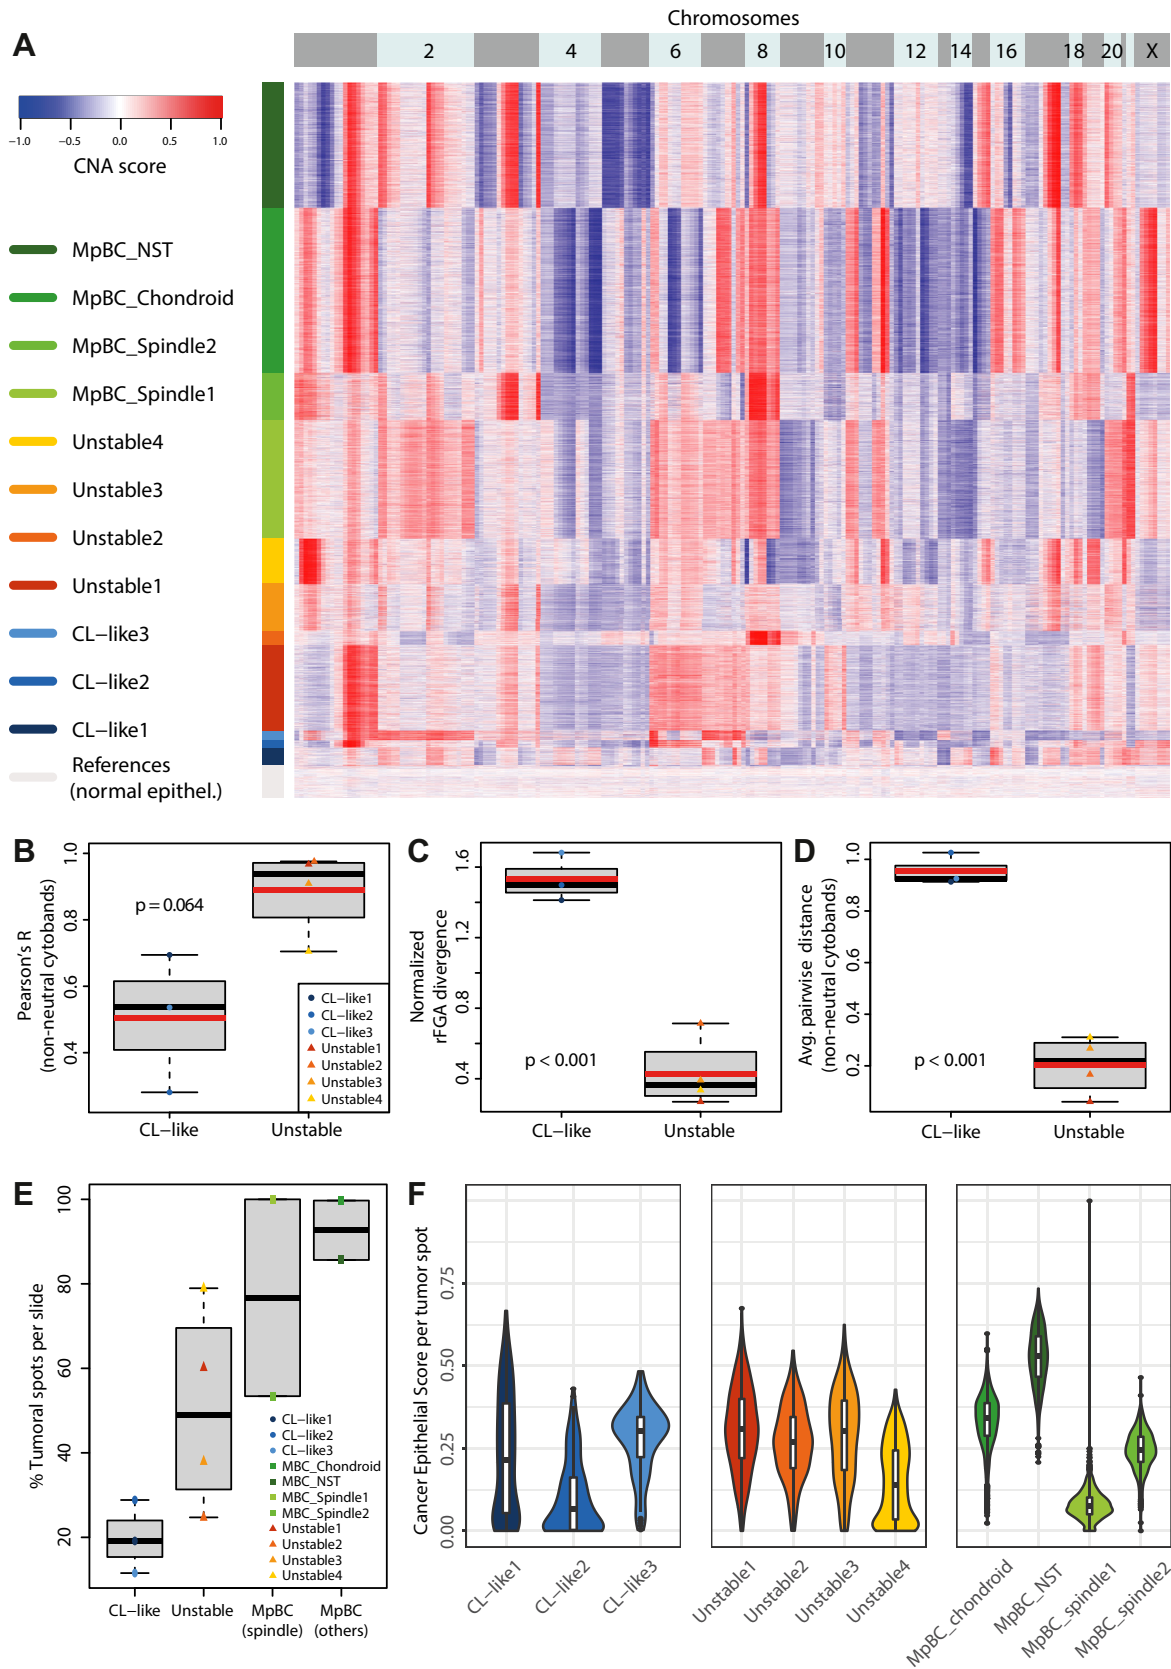 A
Chromosomes
2 4 6 8 10 12 14 16 18 20 X
−1.0 −0.5 0.0 0.5 1.0
CNA score
MpBC_NST
MpBC_Chondroid
MpBC_Spindle2
MpBC_Spindle1
Unstable4
Unstable3
Unstable2
Unstable1
CL−like3
CL−like2
CL−like1
References
(normal epithel.)
B
Pearson's R
(non-neutral cytobands)
1.0
0.8
0.6
0.4
p = 0.064
CL−like1
CL−like2
CL−like3
Unstable1
Unstable2
Unstable3
Unstable4
CL−like Unstable
C
Normalized
rFGA divergence
1.6
1.2
0.8
0.4
p < 0.001
CL−like Unstable
D
Avg. pairwise distance
(non-neutral cytobands)
1.0
0.8
0.6
0.4
0.2
p < 0.001
CL−like Unstable
E
% Tumoral spots per slide
100
80
60
40
20
CL−like1
CL−like2
CL−like3
MBC_Chondroid
MBC_NST
MBC_Spindle1
MBC_Spindle2
Unstable1
Unstable2
Unstable3
Unstable4
CL−like Unstable MpBC MpBC
(spindle) (others)
F
Cancer Epithelial Score per tumor spot
0.75
0.50
0.25
0.00
CL−like1
CL−like2
CL−like3
Unstable1
Unstable2
Unstable3
Unstable4
MpBC_chondroid
MpBC_NST
MpBC_spindle1
MpBC_spindle2